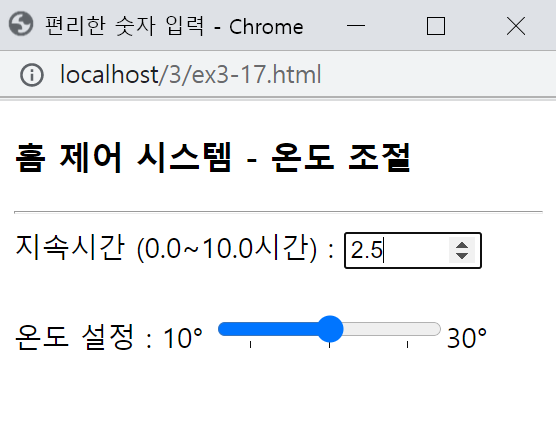 편리한 숫자 입력 - Chrome
localhost/3/ex3-17.html
홈 제어 시스템 - 온도 조절
지속시간 (0.0~10.0시간) : 2.5
온도 설정 : 10° 30°